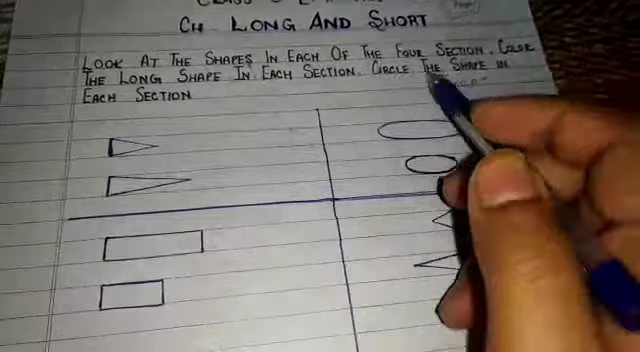 CH LONG AND SHORT
LOOK AT THE SHAPES IN EACH OF THE FOUR SECTION. COLOR
THE LONG SHAPE IN EACH SECTION. CIRCLE THE SHAPE IN
EACH SECTION